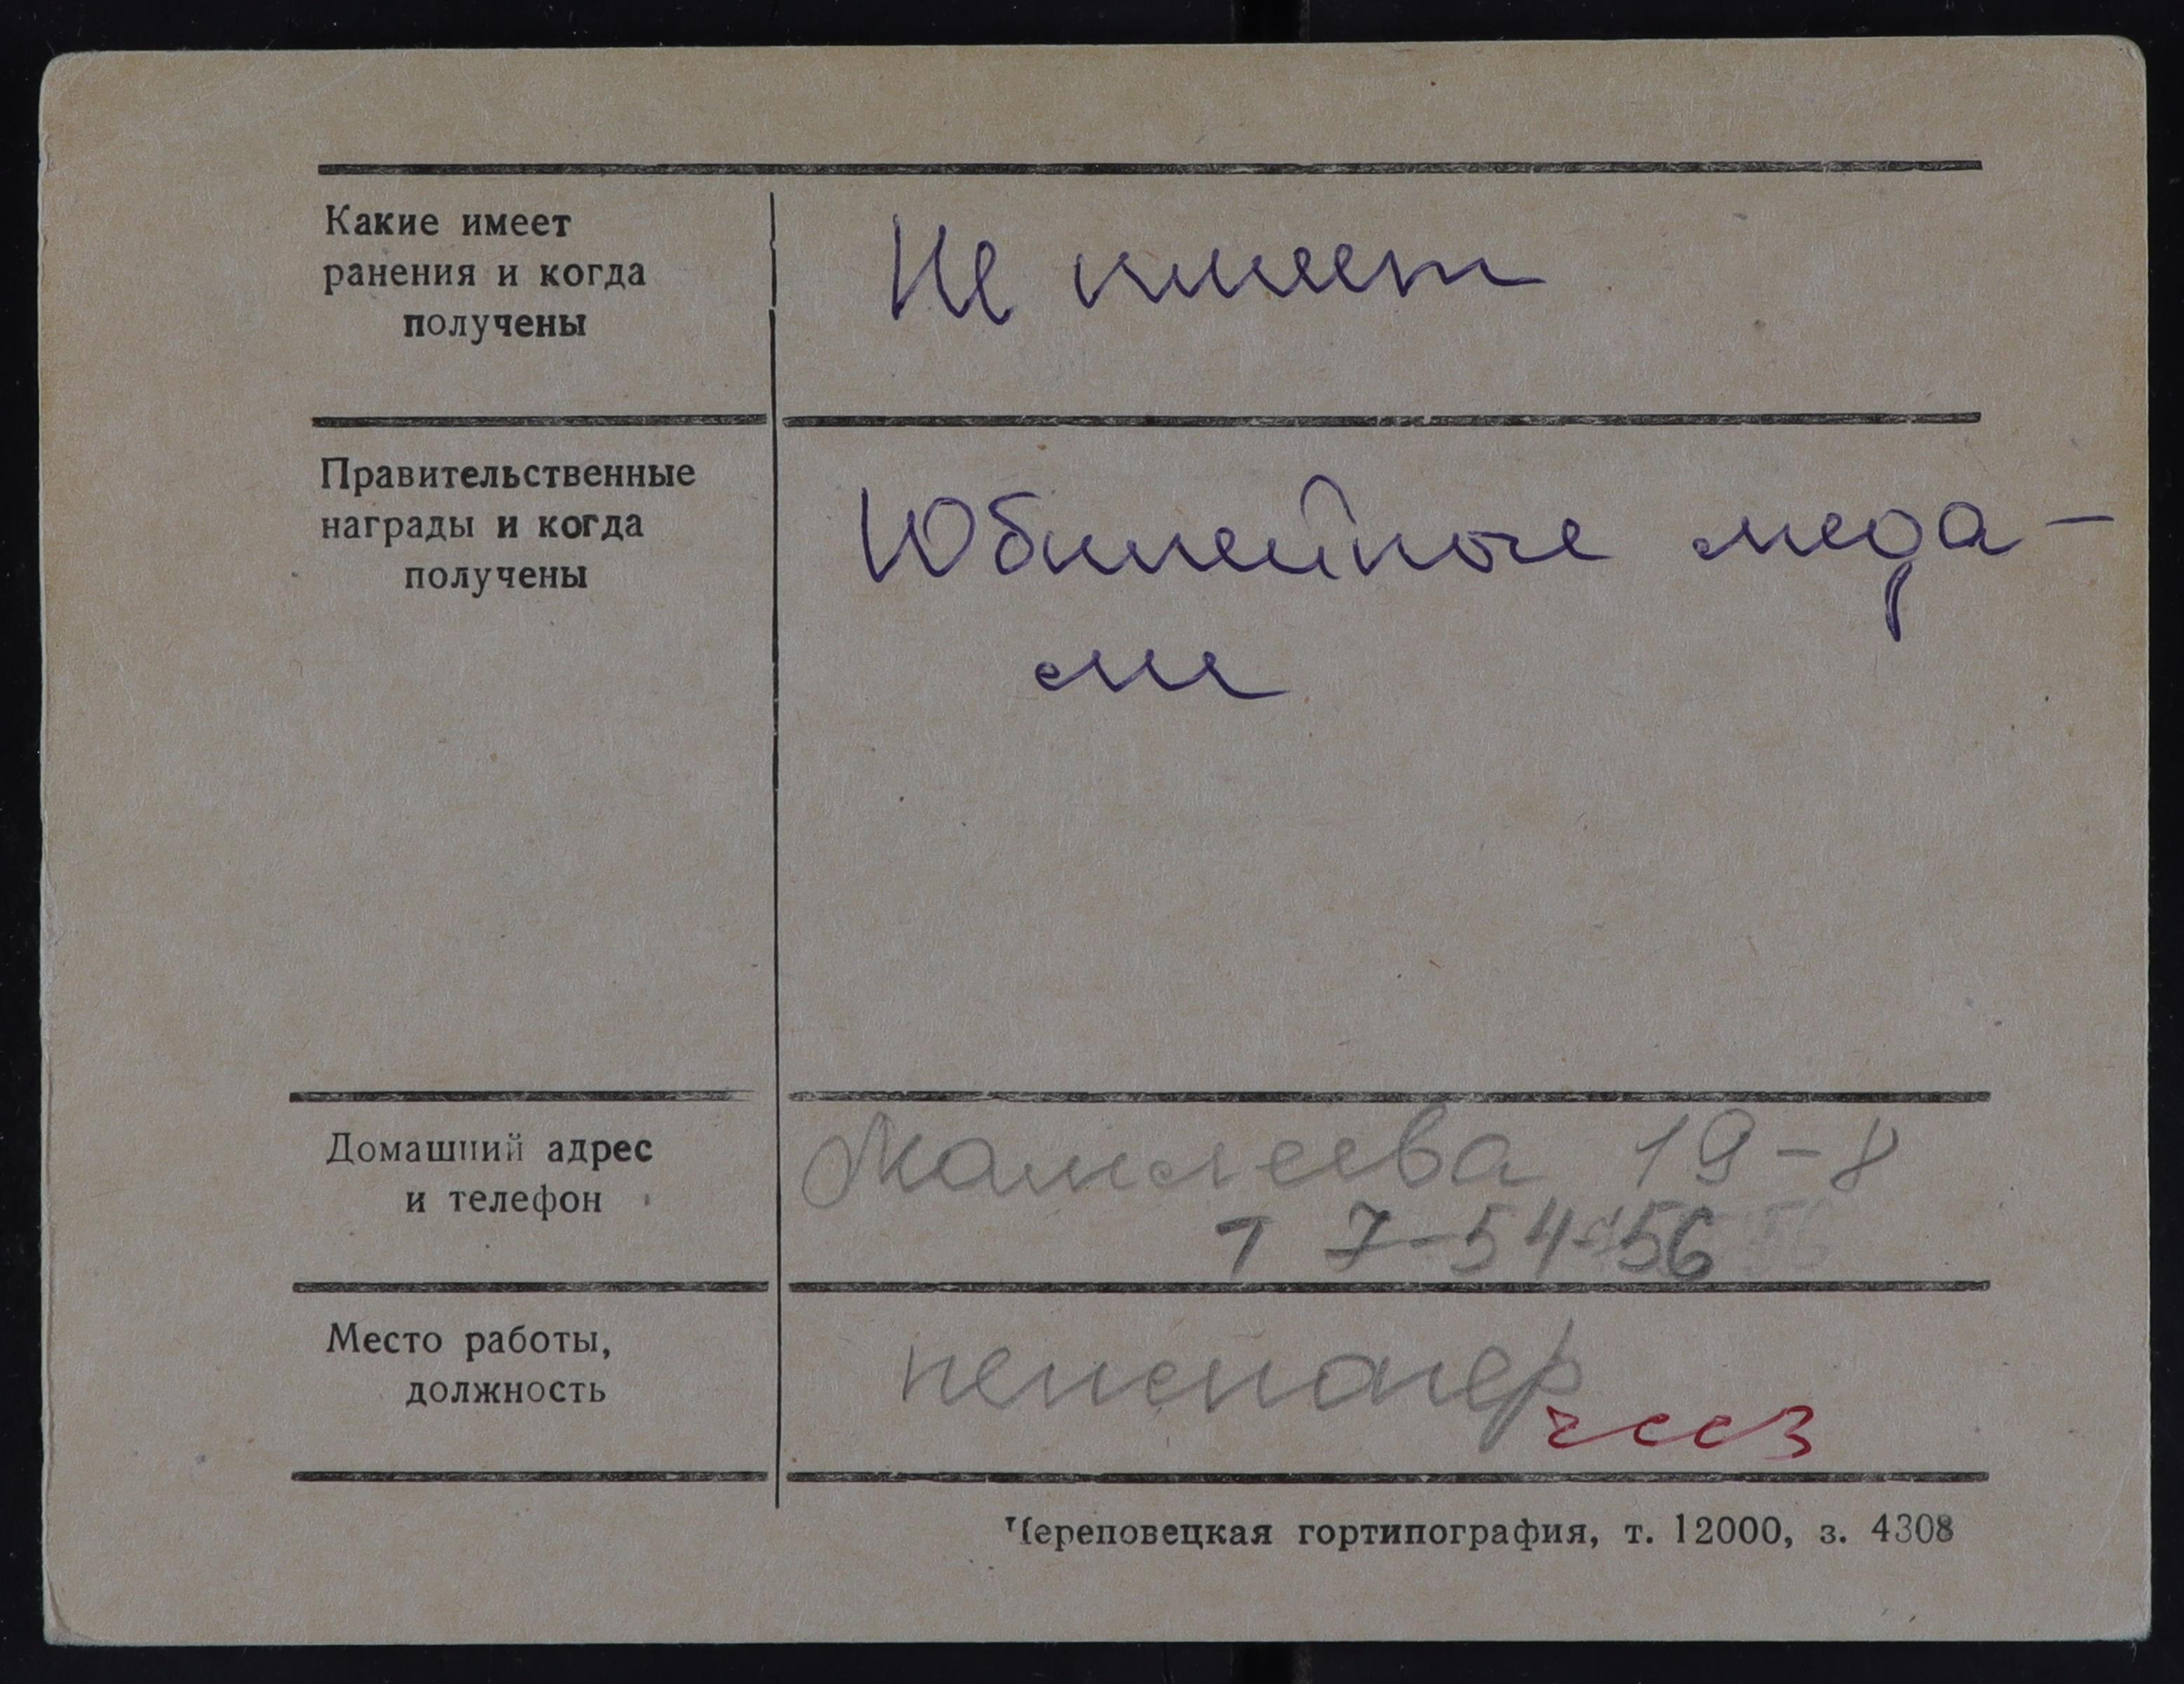 Какие имеет
ранения и когда
получены
Не имеет
Правительственные
награды и когда
получены
Юбилейные меда-
ли
Домашний адрес
и телефон
Мамлеева 19-8
т 7-54-56
Место работы,
должность
пенсионер
Череповецкая гортипография, т. 12000, з. 4308